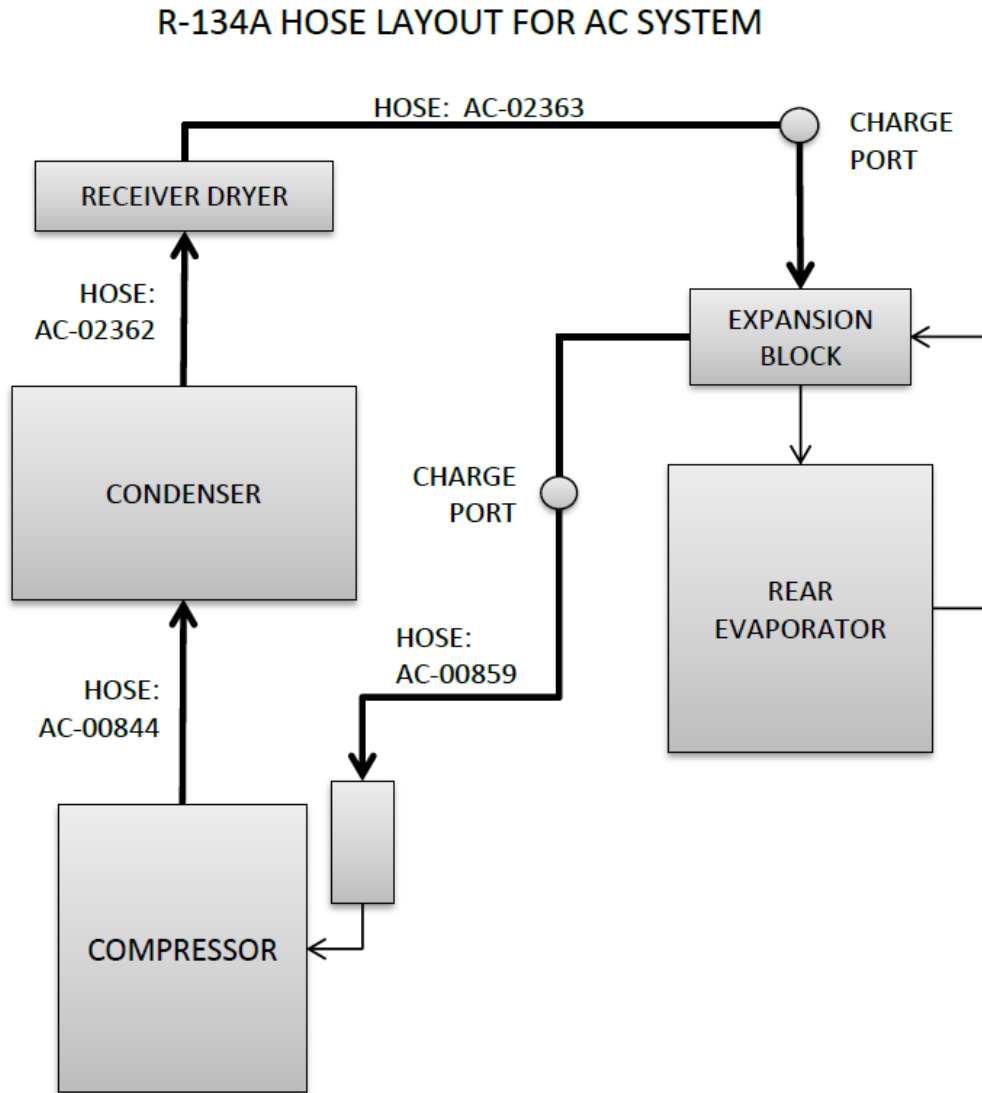 R-134A HOSE LAYOUT FOR AC SYSTEM
HOSE: AC-02363
CHARGE
PORT
RECEIVER DRYER
HOSE:
AC-02362
EXPANSION
BLOCK
CONDENSER
CHARGE
PORT
REAR
EVAPORATOR
HOSE:
AC-00859
HOSE:
AC-00844
COMPRESSOR